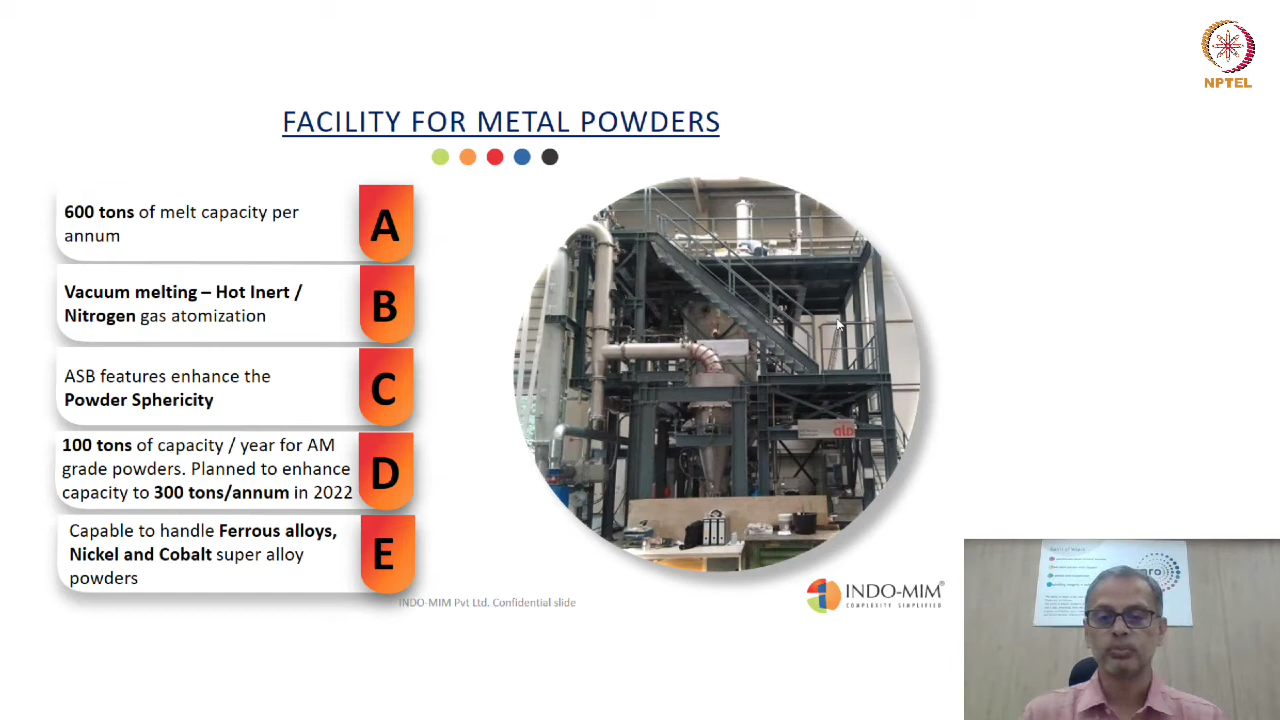 NPTEL
FACILITY FOR METAL POWDERS
600 tons of melt capacity per
annum
A
Vacuum melting – Hot Inert /
Nitrogen gas atomization
B
ASB features enhance the
Powder Sphericity
C
100 tons of capacity / year for AM
grade powders. Planned to enhance
capacity to 300 tons/annum in 2022
D
Capable to handle Ferrous alloys,
Nickel and Cobalt super alloy
powders
E
ald
INDO-MIM Pvt Ltd. Confidential slide
INDO-MIM®
COMPLEXITY SIMPLIFIED